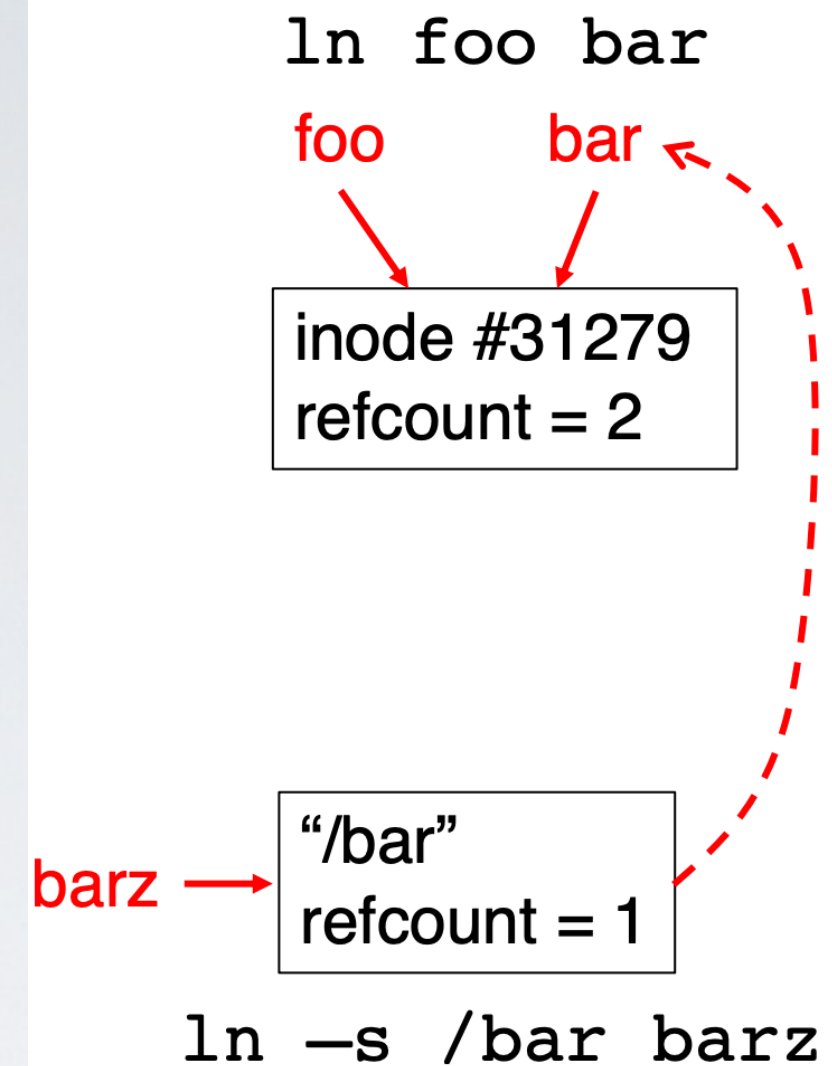 ln foo bar
foo bar
inode #31279
refcount = 2
“/bar”
barz
refcount = 1
ln –s /bar barz